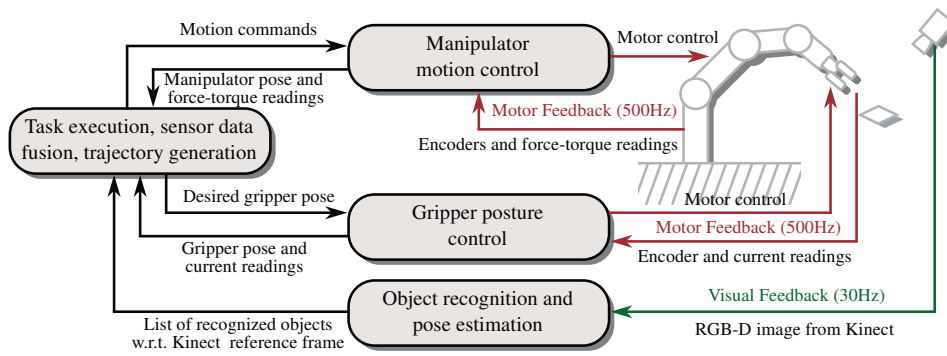 Motion commands
Manipulator
motion control
Motor control
Manipulator pose and
force-torque readings
Motor Feedback (500Hz)
Encoders and force-torque readings
Task execution, sensor data
fusion, trajectory generation
Desired gripper pose
Gripper posture
control
Motor control
Motor Feedback (500Hz)
Encoder and current readings
Gripper pose and
current readings
Object recognition and
pose estimation
Visual Feedback (30Hz)
RGB-D image from Kinect
List of recognized objects
w.r.t. Kinect reference frame